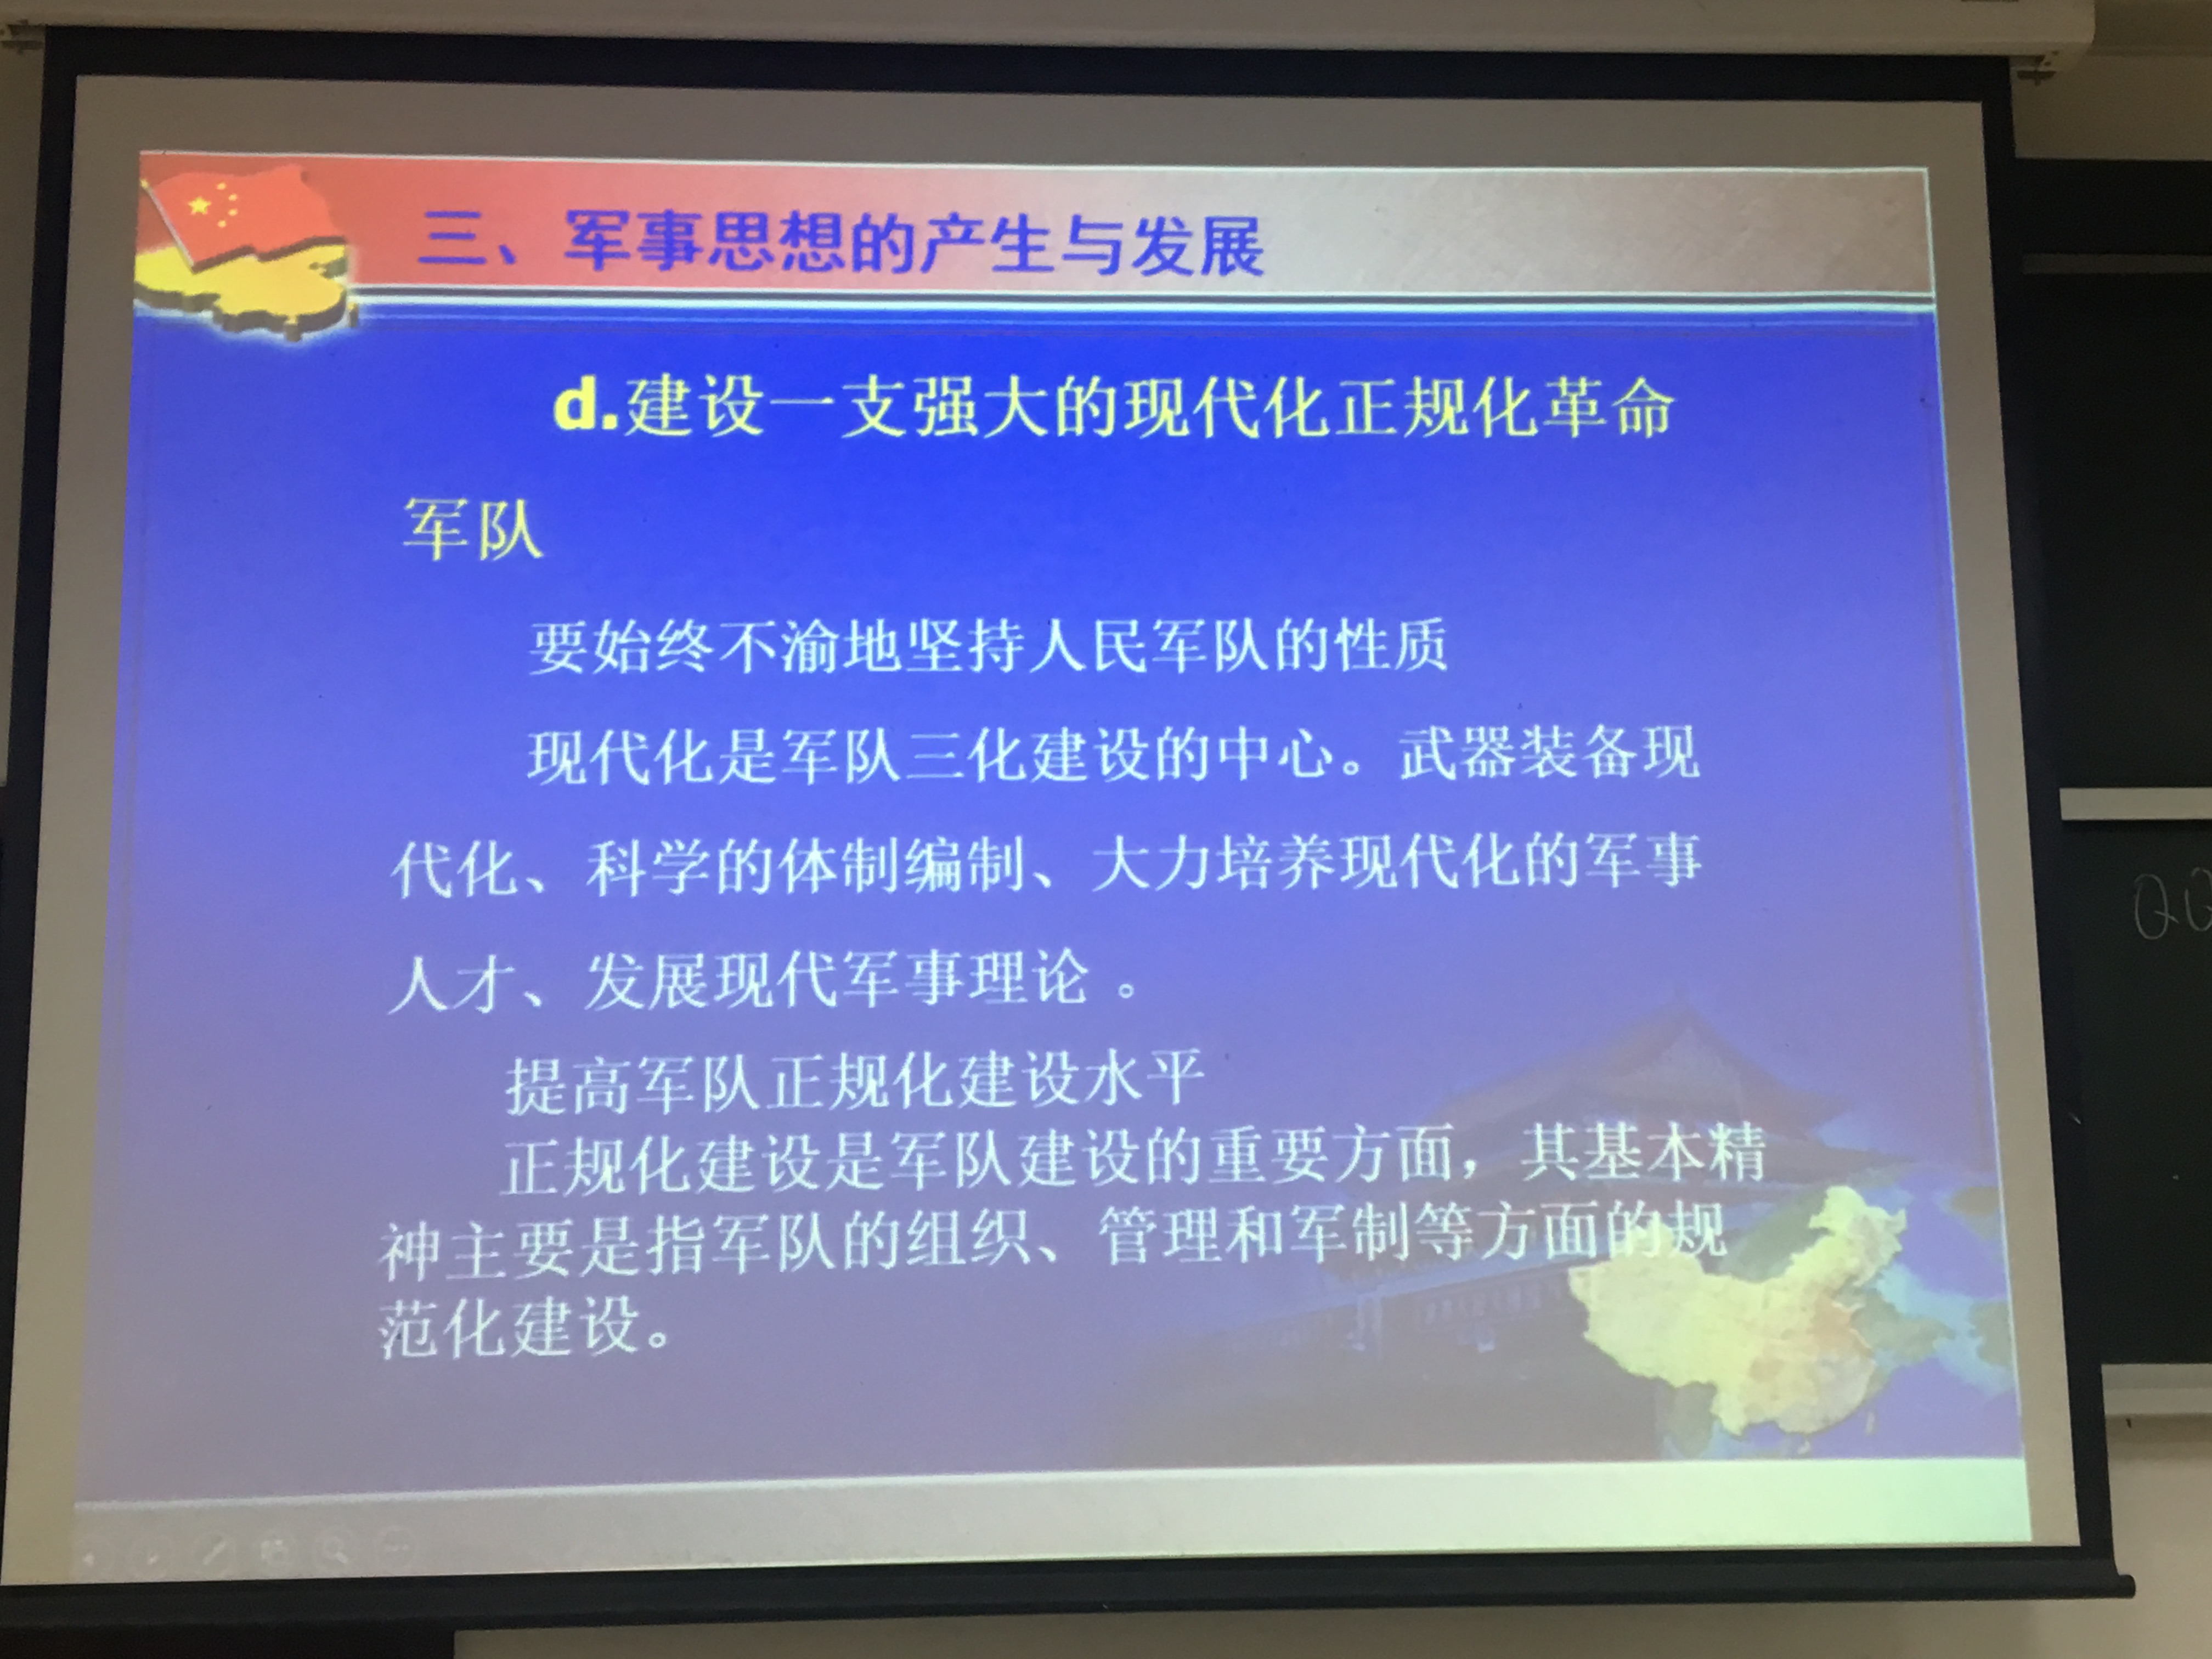 三、军事思想的产生与发展
d.建设一支强大的现代化正规化革命
军队
要始终不渝地坚持人民军队的性质
现代化是军队三化建设的中心。武器装备现
代化、科学的体制编制、大力培养现代化的军事
人才、发展现代军事理论 。
提高军队正规化建设水平
正规化建设是军队建设的重要方面，其基本精
神主要是指军队的组织、管理和军制等方面的规
范化建设。
QQ